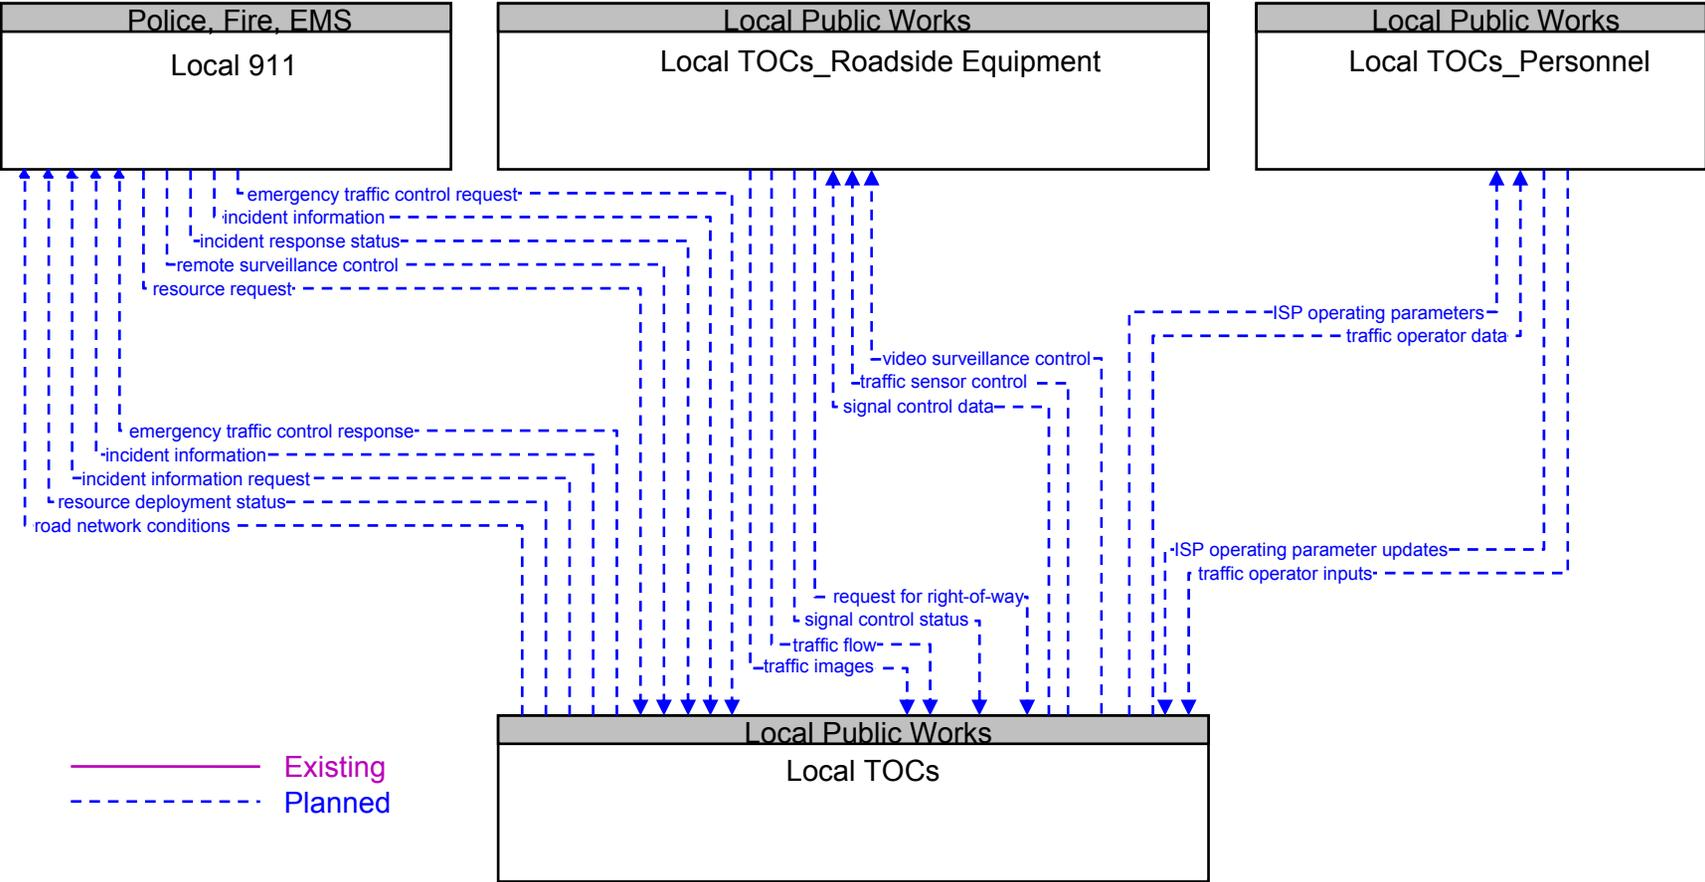 Police, Fire, EMS
Local 911
Local Public Works
Local TOCs_Roadside Equipment
Local Public Works
Local TOCs_Personnel
emergency traffic control request
incident information
incident response status
remote surveillance control
resource request
ISP operating parameters
traffic operator data
video surveillance control
traffic sensor control
signal control data
emergency traffic control response
incident information
incident information request
resource deployment status
road network conditions
ISP operating parameter updates
traffic operator inputs
request for right-of-way
signal control status
traffic flow
traffic images
Local Public Works
Local TOCs
Existing
Planned